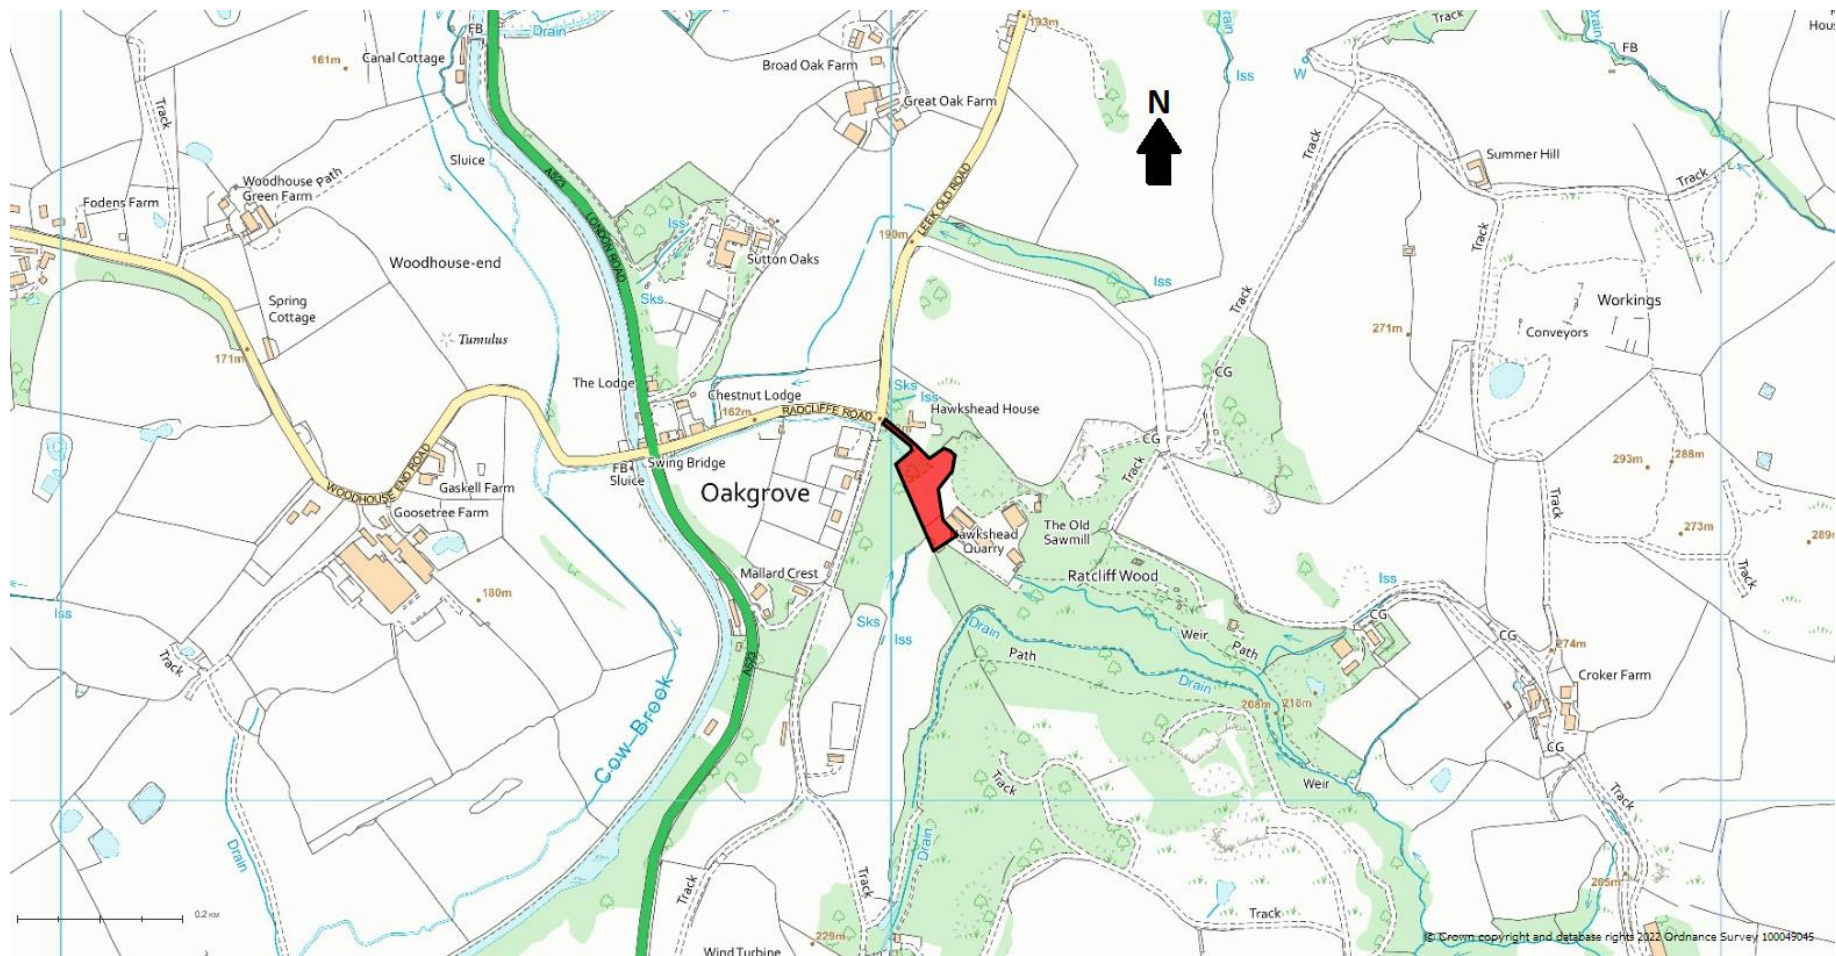 FB
Drain
Canal Cottage
161m
Track
Sluice
Woodhouse
Green Farm
Path
Fodens Farm
Woodhouse-end
Spring
Cottage
Tumulus
171m
A523
LONDON ROAD
Iss
Sutton Oaks
Sks
Broad Oak Farm
Great Oak Farm
193m
LEEK OLD ROAD
190m
Iss
Drain
Iss
N
W
Track
Drain
FB
Summer Hill
Track
Track
Track
Track
Workings
Conveyors
271m
CG
The Lodge
Chestnut Lodge
162m
RADCLIFFE ROAD
Sks
Iss
Hawkshead House
Swing Bridge
FB
Sluice
Oakgrove
WOODHOUSE END ROAD
Gaskell Farm
Goosetree Farm
180m
Iss
Track
Drain
Mallard Crest
A523
Cow Brook
Quarry
The Old
Sawmill
Track
CG
Ratcliff Wood
Weir
Path
Drain
Path
Drain
Sks
Iss
208m
218m
Weir
Iss
CG
CG
274m
Croker Farm
CG
Track
265m
293m
288m
273m
Track
Track
Track
Drain
Track
Track
Track
229m
Wind Turbine
0.2 KM
© Crown copyright and database rights 2022 Ordnance Survey 100049045